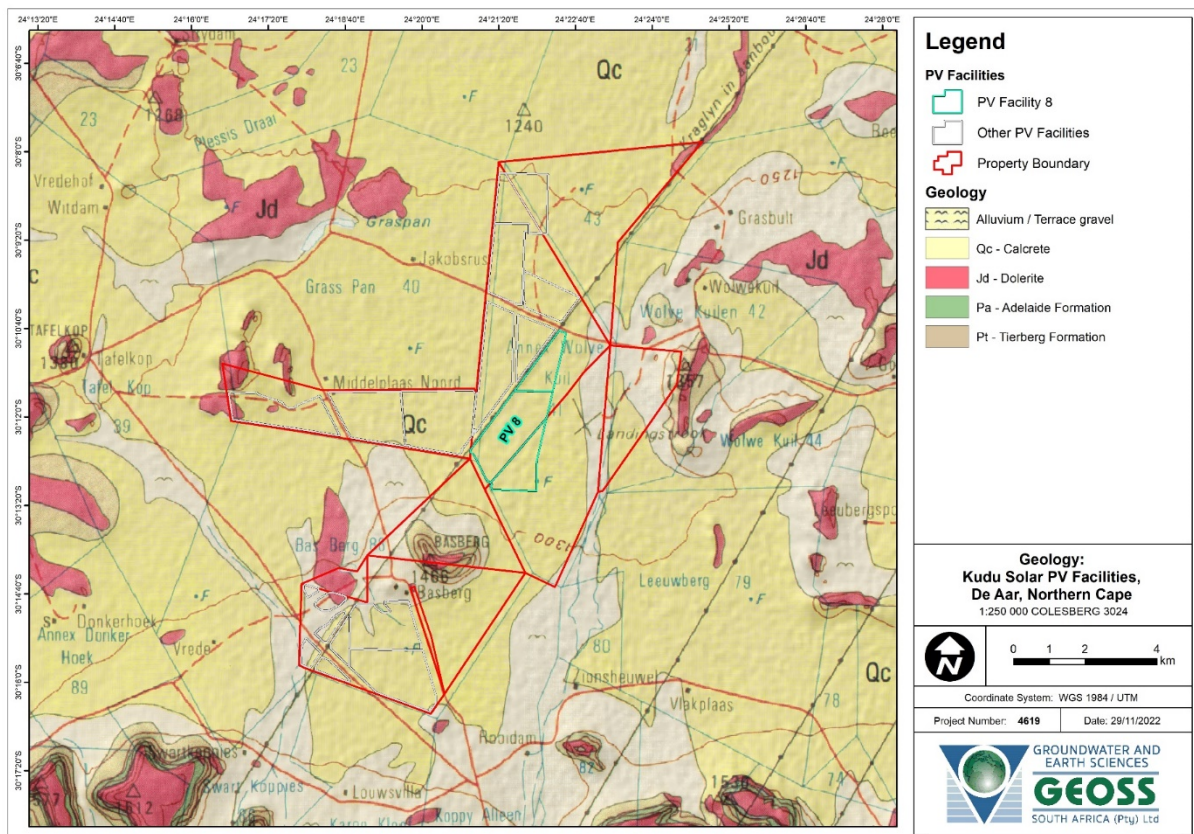 24°13'20"E 24°14'40"E 24°16'0"E 24°17'20"E 24°18'40"E 24°20'0"E 24°21'20"E 24°22'40"E 24°24'0"E 24°25'20"E 24°26'40"E 24°28'0"E
30°6'40"S
30°8'0"S
30°9'20"S
30°10'40"S
30°12'0"S
30°13'20"S
30°14'40"S
30°16'0"S
30°17'20"S
23
Qc
21
F
1268
1240
23
Plessis Draai
Vredehof
Witdam
F
Jd
Graspan
F
43
1250
F
Grasbult
Jakobsrus
Grass Pan 40
Jd
Wolwekuil
Wolve Kuilen 42
TAFELKOP
Tafelkop
Tafel Kop
F
Annex Wolve
Kuil
1357
Middelplaas Noord
39
Qc
PV 8
Landingstrook
Wolwe Kuil 44
F
1300
BASBERG
Bas Berg 88
1466
Basberg
Leeuwberg 79
F
Donkerhoek
Annex Donker
Hoek
F
Vrede
F
80
89
Zionsheuwel
Vlakplaas
Qc
78
Rooidam
82
Swartkoppies
Swart Koppies
1612
Louwsvilla
Koppy Alleen
74
Legend
PV Facilities
PV Facility 8
Other PV Facilities
Property Boundary
Geology
Alluvium / Terrace gravel
Qc - Calcrete
Jd - Dolerite
Pa - Adelaide Formation
Pt - Tierberg Formation
Geology:
Kudu Solar PV Facilities,
De Aar, Northern Cape
1:250 000 COLESBERG 3024
N
0 1 2 4
km
Coordinate System: WGS 1984 / UTM
Project Number: 4619 Date: 29/11/2022
GROUNDWATER AND
EARTH SCIENCES
GEOSS
SOUTH AFRICA (Pty) Ltd